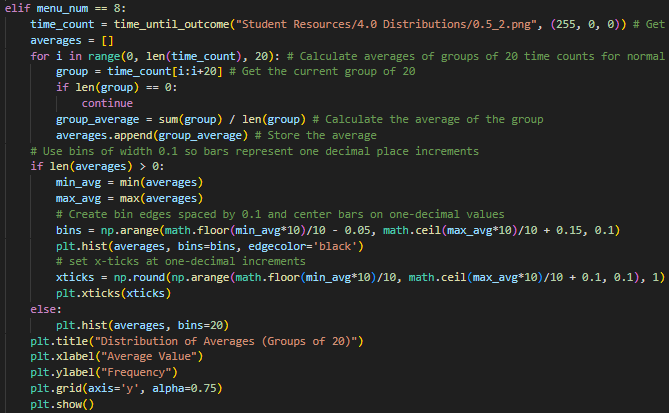 elif menu_num == 8:
    time_count = time_until_outcome("Student Resources/4.0 Distributions/0.5_2.png", (255, 0, 0)) # Get
    averages = []
    for i in range(0, len(time_count), 20): # Calculate averages of groups of 20 time counts for normal
        group = time_count[i:i+20] # Get the current group of 20
        if len(group) == 0:
            continue
        group_average = sum(group) / len(group) # Calculate the average of the group
        averages.append(group_average) # Store the average
    # Use bins of width 0.1 so bars represent one decimal place increments
    if len(averages) > 0:
        min_avg = min(averages)
        max_avg = max(averages)
        # Create bin edges spaced by 0.1 and center bars on one-decimal values
        bins = np.arange(math.floor(min_avg*10)/10 - 0.05, math.ceil(max_avg*10)/10 + 0.15, 0.1)
        plt.hist(averages, bins=bins, edgecolor='black')
        # set x-ticks at one-decimal increments
        xticks = np.round(np.arange(math.floor(min_avg*10)/10, math.ceil(max_avg*10)/10 + 0.1, 0.1), 1)
        plt.xticks(xticks)
    else:
        plt.hist(averages, bins=20)
    plt.title("Distribution of Averages (Groups of 20)")
    plt.xlabel("Average Value")
    plt.ylabel("Frequency")
    plt.grid(axis='y', alpha=0.75)
    plt.show()